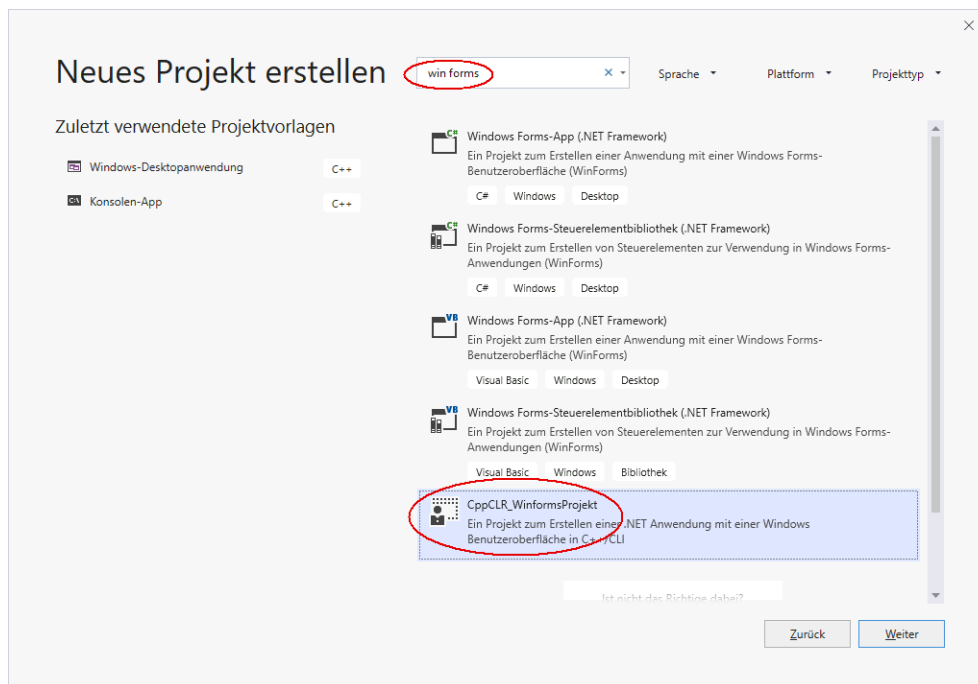 Neues Projekt erstellen
win forms
Sprache
Plattform
Projekttyp
Zuletzt verwendete Projektvorlagen
Windows-Desktopanwendung
C++
Konsolen-App
C++
C#
Windows Forms-App (.NET Framework)
Ein Projekt zum Erstellen einer Anwendung mit einer Windows Forms-
Benutzeroberfläche (WinForms)
C# Windows Desktop
C#
Windows Forms-Steuerelementbibliothek (.NET Framework)
Ein Projekt zum Erstellen von Steuerelementen zur Verwendung in Windows Forms-
Anwendungen (WinForms)
C# Windows Desktop
VB
Windows Forms-App (.NET Framework)
Ein Projekt zum Erstellen einer Anwendung mit einer Windows Forms-
Benutzeroberfläche (WinForms)
Visual Basic Windows Desktop
VB
Windows Forms-Steuerelementbibliothek (.NET Framework)
Ein Projekt zum Erstellen von Steuerelementen zur Verwendung in Windows Forms-
Anwendungen (WinForms)
Visual Basic Windows Bibliothek
CppCLR_WinformsProjekt
Ein Projekt zum Erstellen einer .NET Anwendung mit einer Windows
Benutzeroberfläche in C++/CLI
Ist nicht das Richtige dabei?
Zurück
Weiter